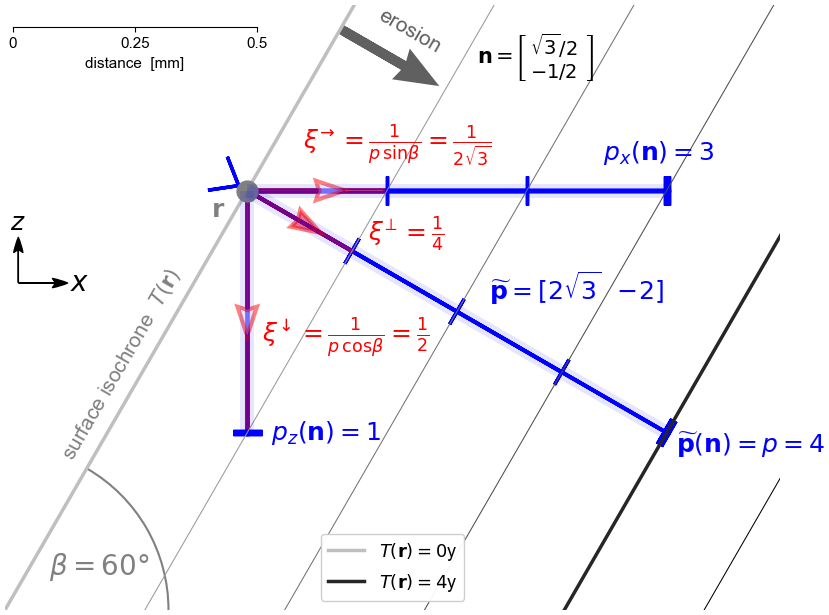 erosion
0 0.25 0.5
distance [mm]
n = [√3/2
−1/2]
ξ→ = 1/(p sinβ) = 1/(2√3)
pₓ(n) = 3
r
ξ⊥ = 1/4
z
x
surface isochrone T(r)
p̃ = [2√3 −2]
ξ↓ = 1/(p cosβ) = 1/2
p_z(n) = 1
p̃(n) = p = 4
β = 60°
T(r) = 0y
T(r) = 4y